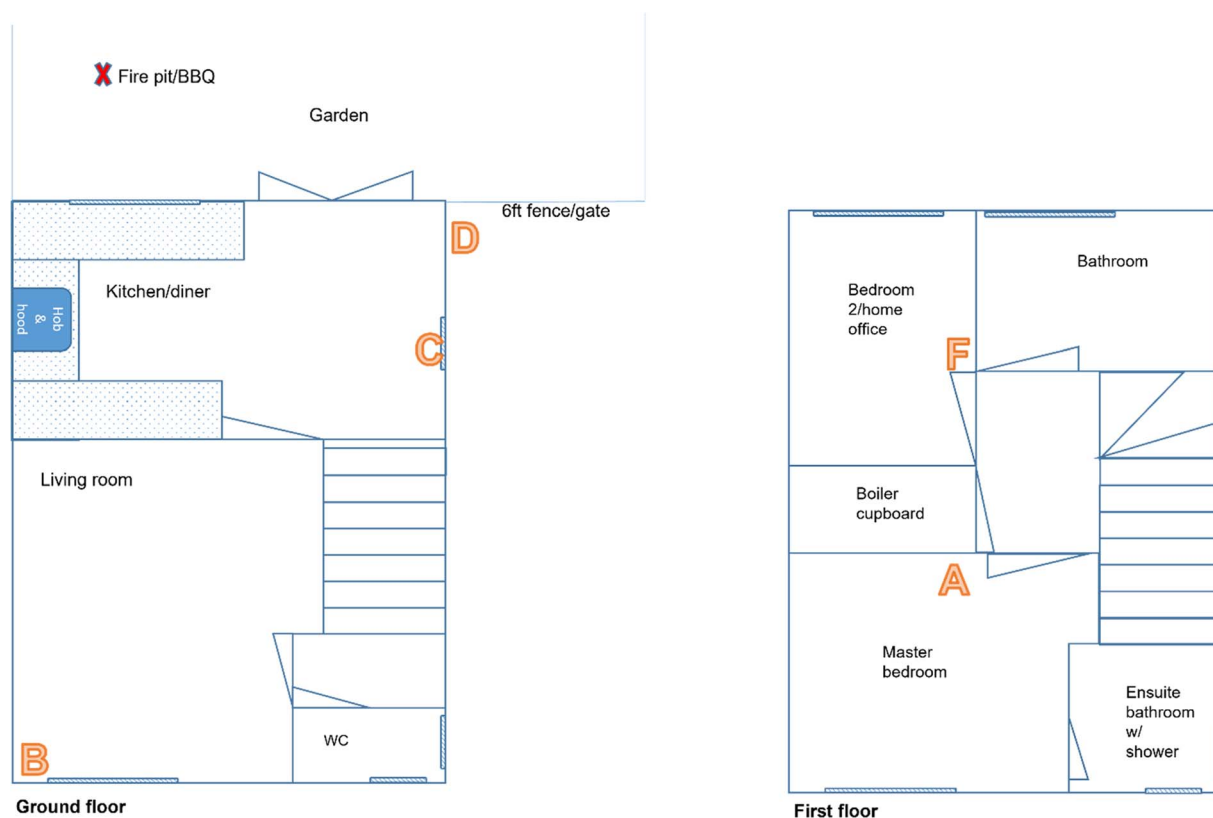 Fire pit/BBQ
Garden
6ft fence/gate
D
Kitchen/diner
Hob
&
hood
C
Living room
WC
B
Ground floor
Bathroom
Bedroom
2/home
office
F
Boiler
cupboard
A
Master
bedroom
Ensuite
bathroom
w/
shower
First floor